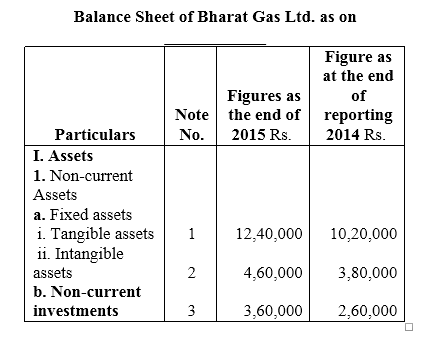 Balance Sheet of Bharat Gas Ltd. as on
Particulars Note No. Figures as the end of 2015 Rs. Figure as at the end of reporting 2014 Rs.
I. Assets
1. Non-current
Assets
a. Fixed assets
i. Tangible assets 1 12,40,000 10,20,000
ii. Intangible
assets 2 4,60,000 3,80,000
b. Non-current
investments 3 3,60,000 2,60,000